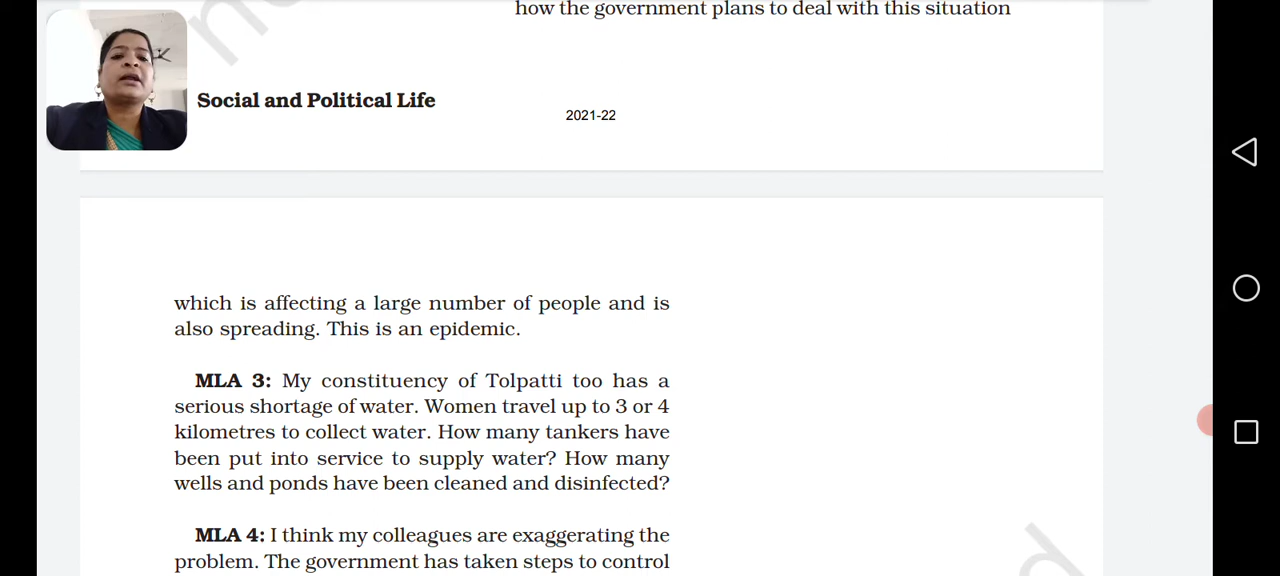 how the government plans to deal with this situation
Social and Political Life
2021-22
which is affecting a large number of people and is
also spreading. This is an epidemic.
MLA 3: My constituency of Tolpatti too has a
serious shortage of water. Women travel up to 3 or 4
kilometres to collect water. How many tankers have
been put into service to supply water? How many
wells and ponds have been cleaned and disinfected?
MLA 4: I think my colleagues are exaggerating the
problem. The government has taken steps to control